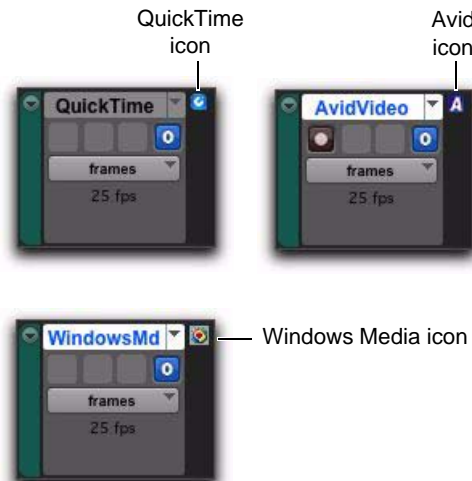 QuickTime
icon
Avid
icon
QuickTime
0
frames
25 fps
AvidVideo
A
0
frames
25 fps
WindowsMd
Windows Media icon
0
frames
25 fps